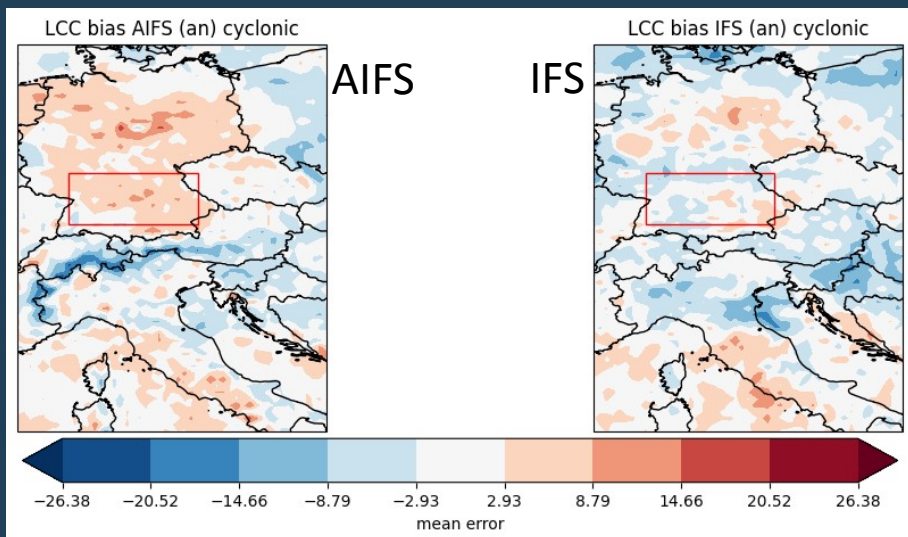 LCC bias AIFS (an) cyclonic
LCC bias IFS (an) cyclonic
AIFS
IFS
−26.38 −20.52 −14.66 −8.79 −2.93 2.93 8.79 14.66 20.52 26.38
mean error